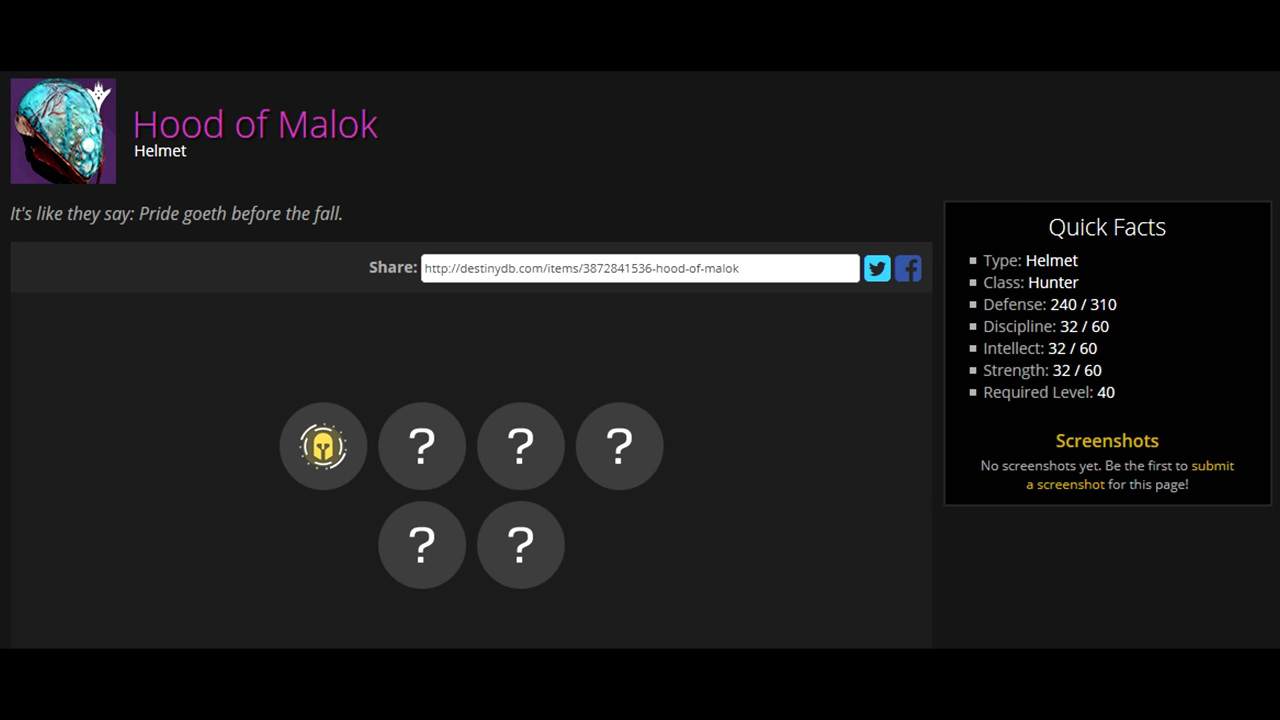 Hood of Malok
Helmet
It's like they say: Pride goeth before the fall.
Share: http://destinydb.com/items/3872841536-hood-of-malok
? ? ?
? ?
Quick Facts
Type: Helmet
Class: Hunter
Defense: 240 / 310
Discipline: 32 / 60
Intellect: 32 / 60
Strength: 32 / 60
Required Level: 40
Screenshots
No screenshots yet. Be the first to submit
a screenshot for this page!